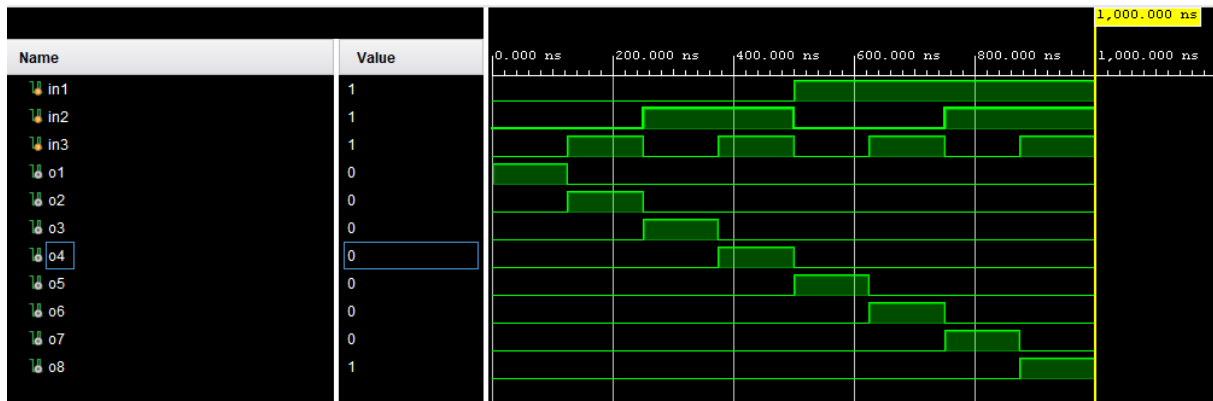 1,000.000 ns
Name Value 0.000 ns 200.000 ns 400.000 ns 600.000 ns 800.000 ns 1,000.000 ns
in1 1
in2 1
in3 1
o1 0
o2 0
o3 0
o4 0
o5 0
o6 0
o7 0
o8 1